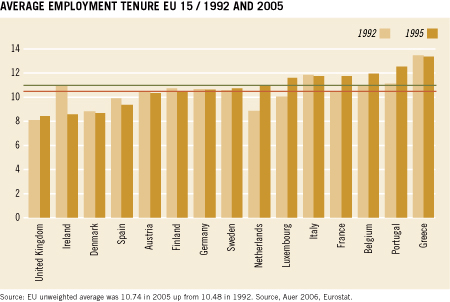 AVERAGE EMPLOYMENT TENURE EU 15 / 1992 AND 2005
1992 1995
14
12
10
8
6
4
2
0
United Kingdom
Ireland
Denmark
Spain
Austria
Finland
Germany
Sweden
Netherlands
Luxembourg
Italy
France
Belgium
Portugal
Greece
Source: EU unweighted average was 10.74 in 2005 up from 10.48 in 1992. Source, Auer 2006, Eurostat.